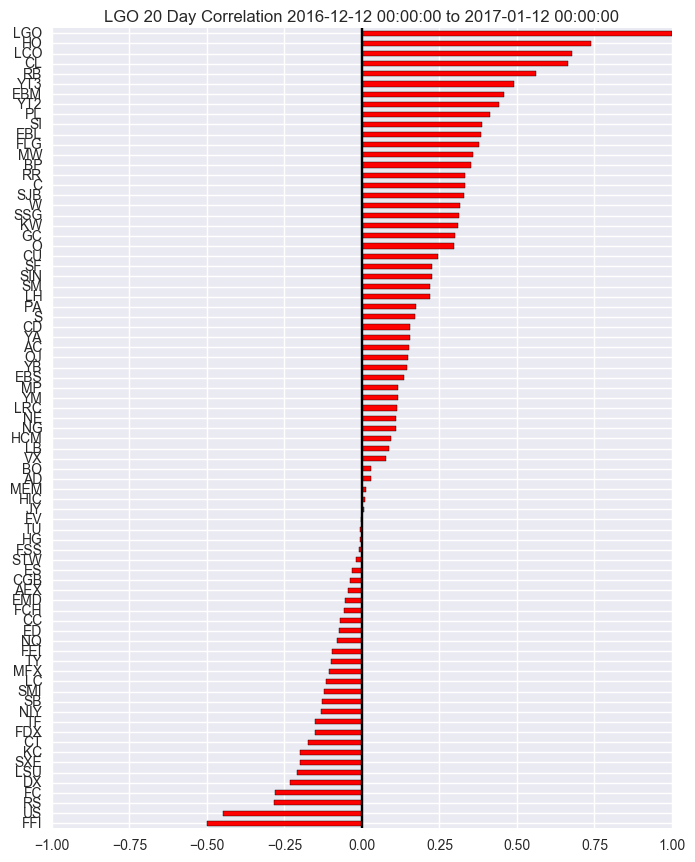 LGO 20 Day Correlation 2016-12-12 00:00:00 to 2017-01-12 00:00:00
LGO
HO
LCO
CL
RB
YT3
EBM
YT2
PL
SI
EBL
FLG
MW
BP
RR
C
SJB
W
SSG
KW
GC
O
CU
SF
SIN
SM
LH
PA
S
CD
YA
AC
OJ
YB
EBS
MP
YM
LRC
NE
NG
HCM
LB
VX
BO
AD
MEM
HIC
JY
FV
TU
HG
FSS
STW
ES
CGB
AEX
EMD
FCH
CC
ED
NQ
FEI
TY
MFX
LC
SMI
SB
NIY
TF
FDX
CT
KC
SXE
LSU
DX
FC
RS
US
FFI
−1.00 −0.75 −0.50 −0.25 0.00 0.25 0.50 0.75 1.00